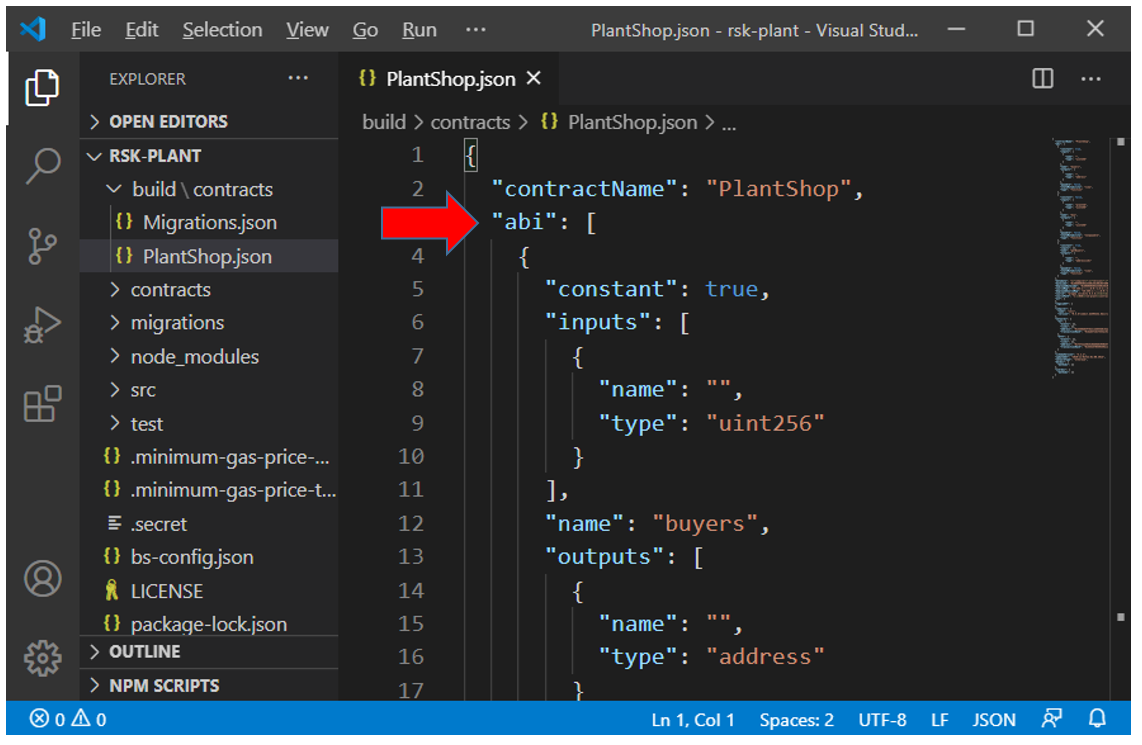 File Edit Selection View Go Run ··· PlantShop.json - rsk-plant - Visual Stud...
EXPLORER ···
OPEN EDITORS
RSK-PLANT
build \ contracts
{} Migrations.json
{} PlantShop.json
contracts
migrations
node_modules
src
test
{} .minimum-gas-price-...
{} .minimum-gas-price-t...
.secret
{} bs-config.json
LICENSE
{} package-lock.json
OUTLINE
NPM SCRIPTS
{} PlantShop.json ×
build > contracts > {} PlantShop.json > ...
1 {
2 "contractName": "PlantShop",
"abi": [
4 {
5 "constant": true,
6 "inputs": [
7 {
8 "name": "",
9 "type": "uint256"
10 }
11 ],
12 "name": "buyers",
13 "outputs": [
14 {
15 "name": "",
16 "type": "address"
17 }
0 0 Ln 1, Col 1 Spaces: 2 UTF-8 LF JSON